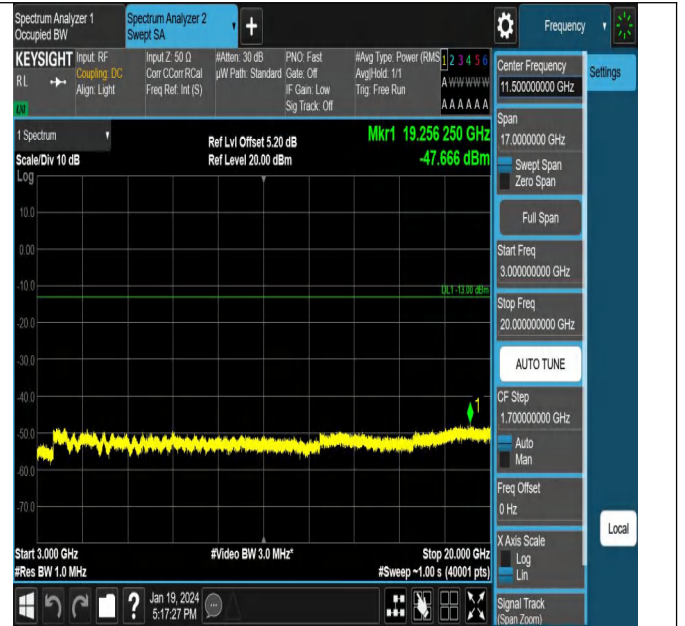 Spectrum Analyzer 1
Occupied BW
Spectrum Analyzer 2
Swept SA
+
Frequency
KEYSIGHT
RL
LXI
Input: RF
Coupling: DC
Align: Light
Input Z: 50 Ω
Corr CCorr RCal
Freq Ref: Int (S)
#Atten: 30 dB
µW Path: Standard
PNO: Fast
Gate: Off
IF Gain: Low
Sig Track: Off
#Avg Type: Power (RMS
Avg|Hold: 1/1
Trig: Free Run
1 2 3 4 5 6
A W W W W W
A A A A A A
1 Spectrum
Scale/Div 10 dB
Log
Ref Lvl Offset 5.20 dB
Ref Level 20.00 dBm
Mkr1 19.256 250 GHz
-47.666 dBm
10.0
0.00
-10.0
DL1 -13.00 dBm
-20.0
-30.0
-40.0
1
-50.0
-60.0
-70.0
Start 3.000 GHz
#Res BW 1.0 MHz
#Video BW 3.0 MHz*
Stop 20.000 GHz
#Sweep ~1.00 s (40001 pts)
?
Jan 19, 2024
5:17:27 PM
Center Frequency
11.500000000 GHz
Settings
Span
17.0000000 GHz
Swept Span
Zero Span
Full Span
Start Freq
3.000000000 GHz
Stop Freq
20.000000000 GHz
AUTO TUNE
CF Step
1.700000000 GHz
Auto
Man
Freq Offset
0 Hz
X Axis Scale
Log
Lin
Local
Signal Track
(Span Zoom)